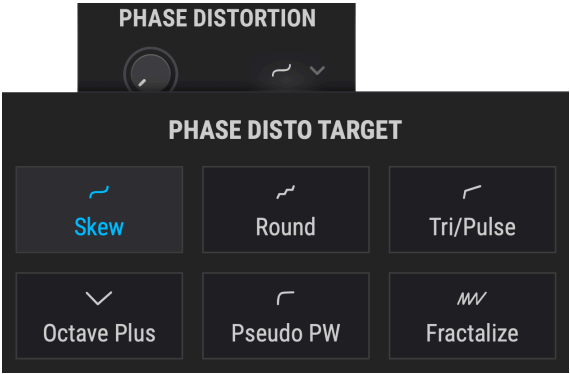 PHASE DISTORTION
PHASE DISTO TARGET
Skew
Round
Tri/Pulse
Octave Plus
Pseudo PW
Fractalize